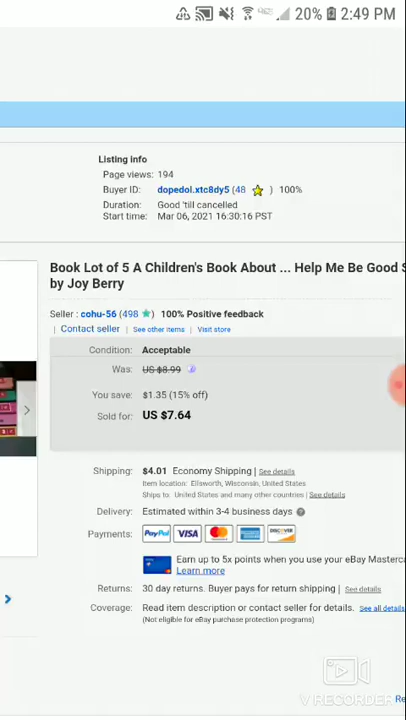 20% 2:49 PM
Listing info
Page views: 194
Buyer ID: dopedol.xtc8dy5 (48 ) 100%
Duration: Good 'till cancelled
Start time: Mar 06, 2021 16:30:16 PST
Book Lot of 5 A Children's Book About ... Help Me Be Good S
by Joy Berry
Seller : cohu-56 (498 ) 100% Positive feedback
| Contact seller | See other items | Visit store
Condition: Acceptable
Was: US $8.99
You save: $1.35 (15% off)
Sold for: US $7.64
Shipping: $4.01 Economy Shipping | See details
Item location: Ellsworth, Wisconsin, United States
Ships to: United States and many other countries | See details
Delivery: Estimated within 3-4 business days
Payments: PayPal VISA MasterCard DISCOVER
Earn up to 5x points when you use your eBay Masterca
Learn more
Returns: 30 day returns. Buyer pays for return shipping | See details
Coverage: Read item description or contact seller for details. See all details
(Not eligible for eBay purchase protection programs)
V RECORDER
Re